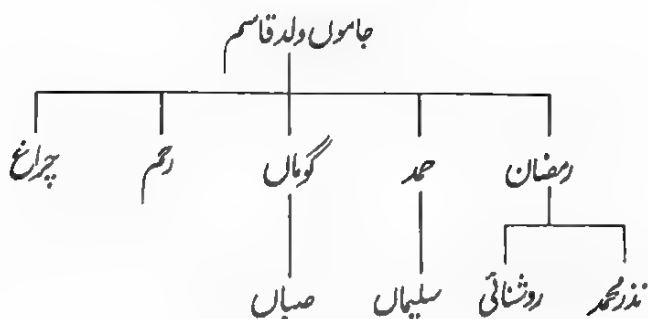 جاموں ولد قاسم
رمضان حمد گوماں رحم چراغ
نذر محمد روشنائی سلیماں صباں